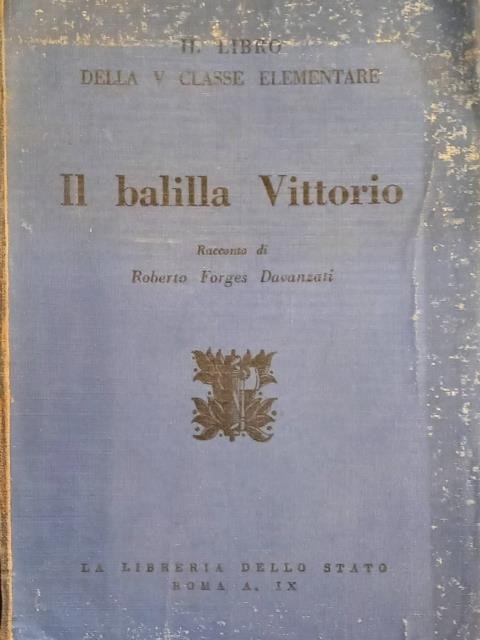 IL LIBRO
DELLA V CLASSE ELEMENTARE
Il balilla Vittorio
Racconto di
Roberto Forges Davanzati
LA LIBRERIA DELLO STATO
ROMA A. IX